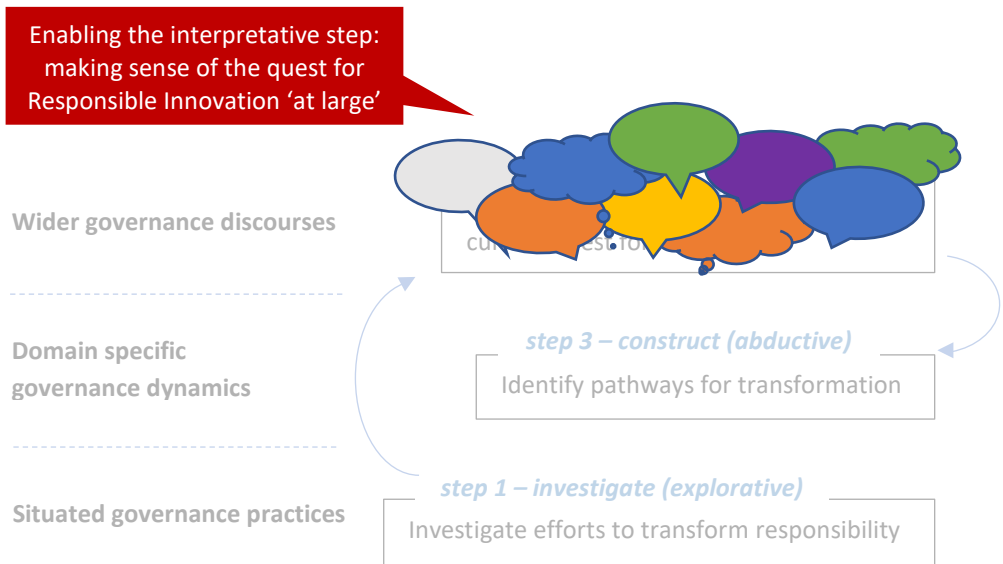 Enabling the interpretative step:
making sense of the quest for
Responsible Innovation ‘at large’
Wider governance discourses
Domain specific
governance dynamics
step 3 – construct (abductive)
Identify pathways for transformation
step 1 – investigate (explorative)
Situated governance practices
Investigate efforts to transform responsibility